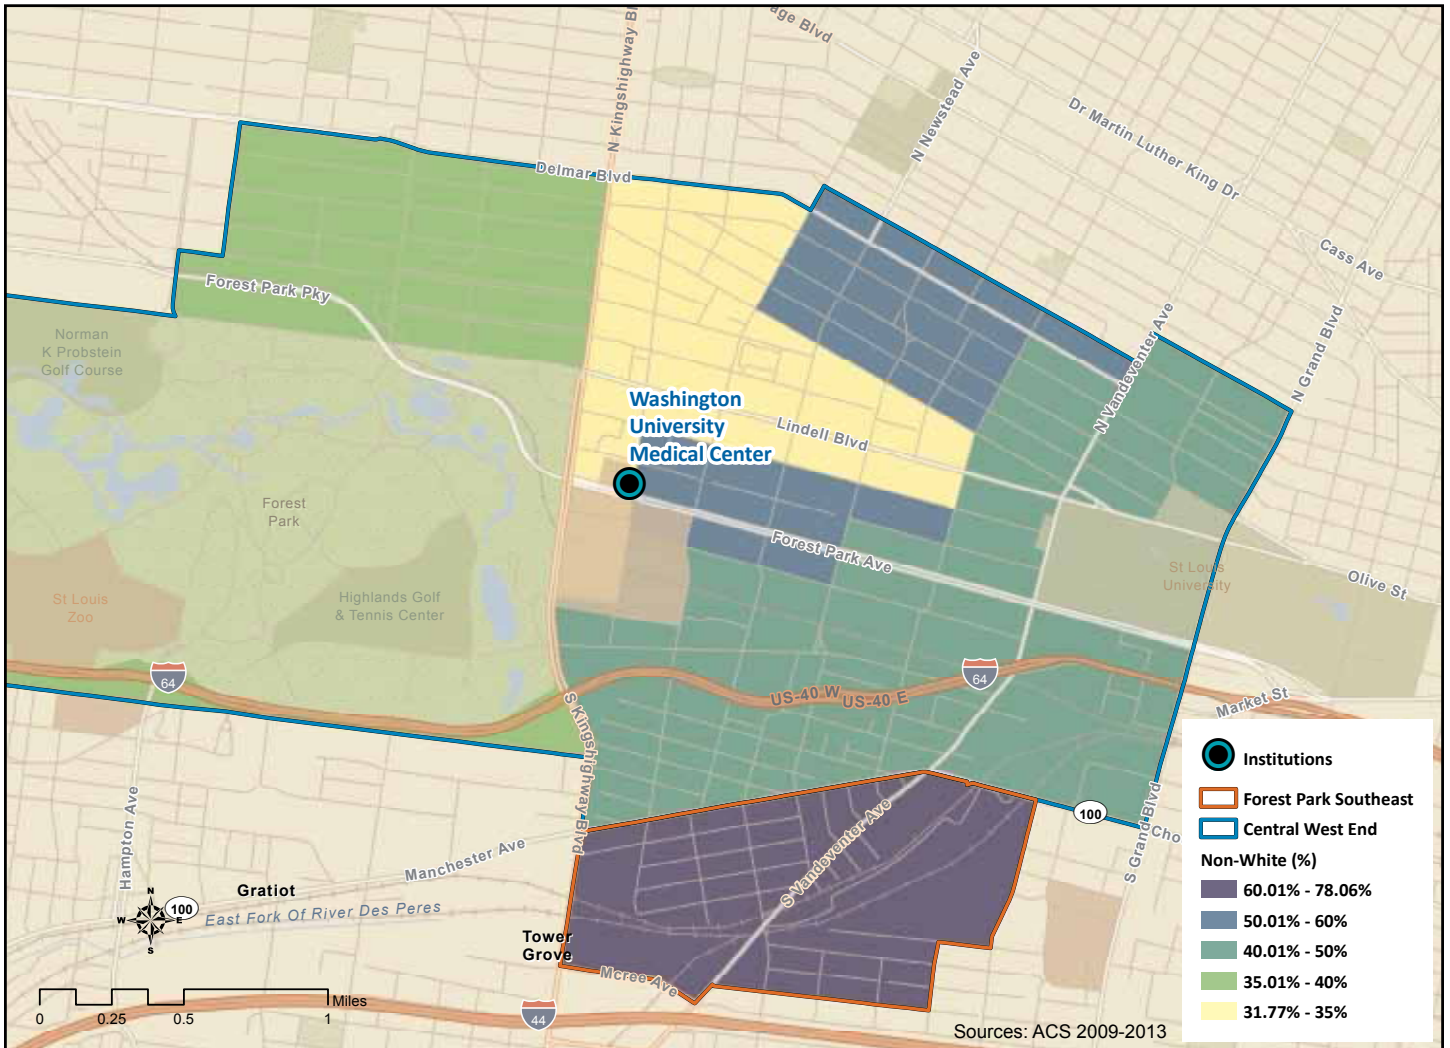 age Blvd
N Kingshighway Bl
N Newstead Ave
Dr Martin Luther King Dr
Delmar Blvd
Cass Ave
Forest Park Pky
N Vandeventer Ave
N Grand Blvd
Norman
K Probstein
Golf Course
Washington
University
Medical Center
Lindell Blvd
Forest
Park
Forest Park Ave
St Louis
University
Olive St
St Louis
Zoo
Highlands Golf
& Tennis Center
64
US-40 W
US-40 E
64
Market St
S Kingshighway Blvd
Hampton Ave
Manchester Ave
S Vandeventer Ave
100
Cho
S Grand Blvd
Gratiot
100
East Fork Of River Des Peres
N
W
E
S
Tower
Grove
Mcree Ave
44
0
0.25
0.5
1
Miles
Sources: ACS 2009-2013
Institutions
Forest Park Southeast
Central West End
Non-White (%)
60.01% - 78.06%
50.01% - 60%
40.01% - 50%
35.01% - 40%
31.77% - 35%